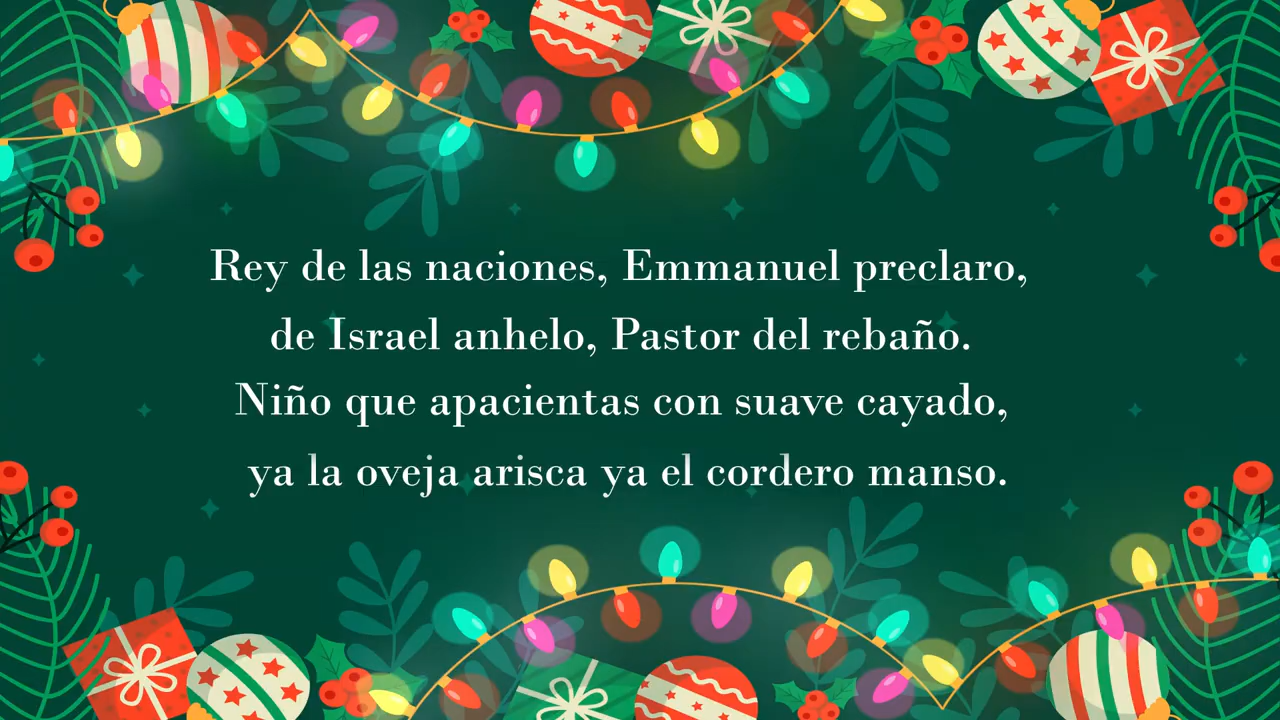 Rey de las naciones, Emmanuel preclaro,
de Israel anhelo, Pastor del rebaño.
Niño que apacientas con suave cayado,
ya la oveja arisca ya el cordero manso.